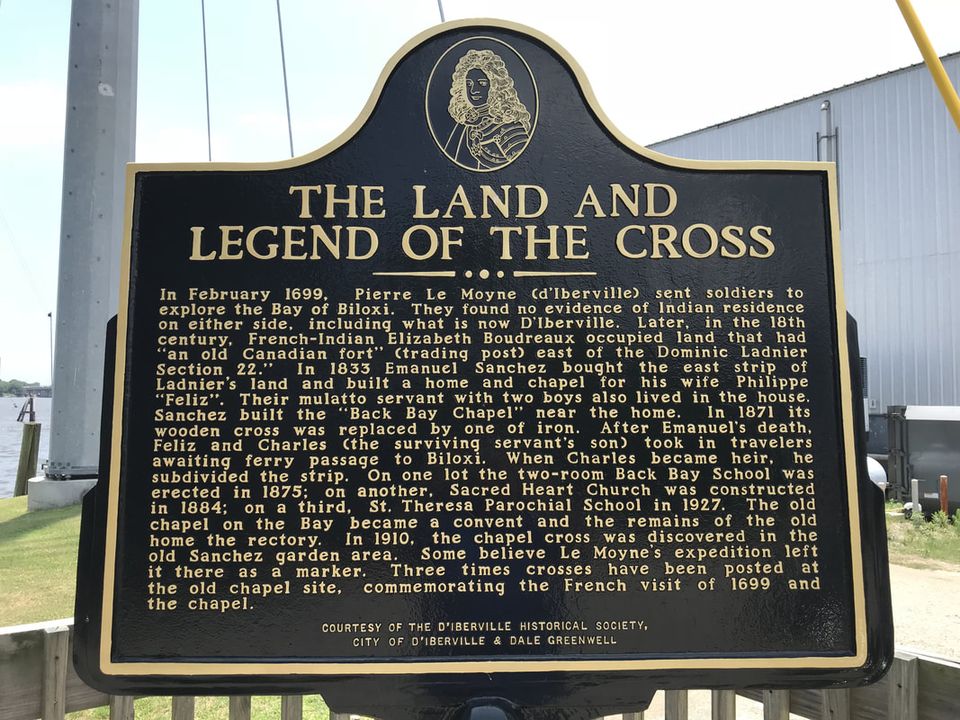 THE LAND AND
LEGEND OF THE CROSS
In February 1699, Pierre Le Moyne (d'Iberville) sent soldiers to
explore the Bay of Biloxi. They found no evidence of Indian residence
on either side, including what is now D'Iberville. Later, in the 18th
century, French-Indian Elizabeth Boudreaux occupied land that had
"an old Canadian fort" (trading post) east of the Dominic Ladnier
Section 22." In 1833 Emanuel Sanchez bought the east strip of
Ladnier's land and built a home and chapel for his wife Philippe
"Feliz". Their mulatto servant with two boys also lived in the house.
Sanchez built the "Back Bay Chapel" near the home. In 1871 its
wooden cross was replaced by one of iron. After Emanuel's death,
Feliz and Charles (the surviving servant's son) took in travelers
awaiting ferry passage to Biloxi. When Charles became heir, he
subdivided the strip. On one lot the two-room Back Bay School was
erected in 1875; on another, Sacred Heart Church was constructed
in 1884; on a third, St. Theresa Parochial School in 1927. The old
chapel on the Bay became a convent and the remains of the old
home the rectory. In 1910, the chapel cross was discovered in the
old Sanchez garden area. Some believe Le Moyne's expedition left
it there as a marker. Three times crosses have been posted at
the old chapel site, commemorating the French visit of 1699 and
the chapel.
COURTESY OF THE D'IBERVILLE HISTORICAL SOCIETY,
CITY OF D'IBERVILLE & DALE GREENWELL